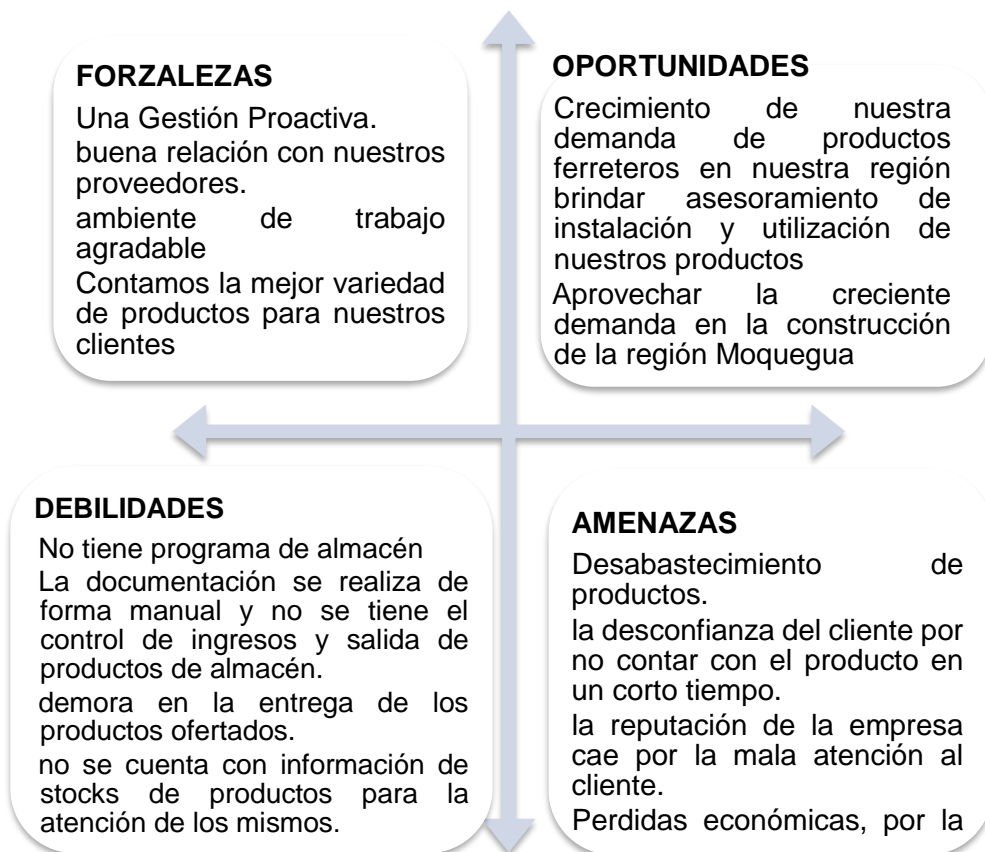 FORZALEZAS
Una Gestión Proactiva.
buena relación con nuestros
proveedores.
ambiente de trabajo
agradable
Contamos la mejor variedad
de productos para nuestros
clientes
OPORTUNIDADES
Crecimiento de nuestra
demanda de productos
ferreteros en nuestra región
brindar asesoramiento de
instalación y utilización de
nuestros productos
Aprovechar la creciente
demanda en la construcción
de la región Moquegua
DEBILIDADES
No tiene programa de almacén
La documentación se realiza de
forma manual y no se tiene el
control de ingresos y salida de
productos de almacén.
demora en la entrega de los
productos ofertados.
no se cuenta con información de
stocks de productos para la
atención de los mismos.
AMENAZAS
Desabastecimiento de
productos.
la desconfianza del cliente por
no contar con el producto en
un corto tiempo.
la reputación de la empresa
cae por la mala atención al
cliente.
Perdidas económicas, por la